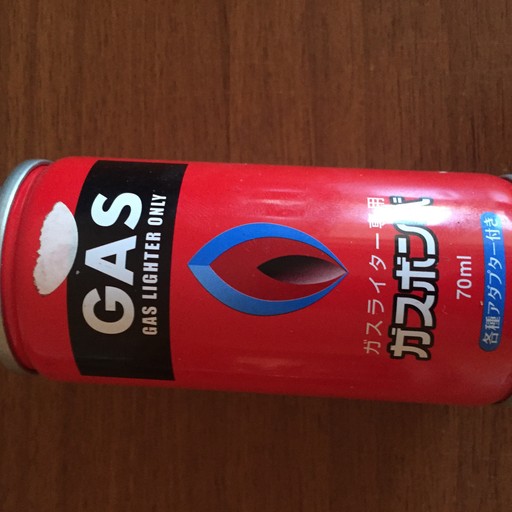 GAS
GAS LIGHTER ONLY
ガスライター専用
ガスボンベ
70ml
各種アダプター付き